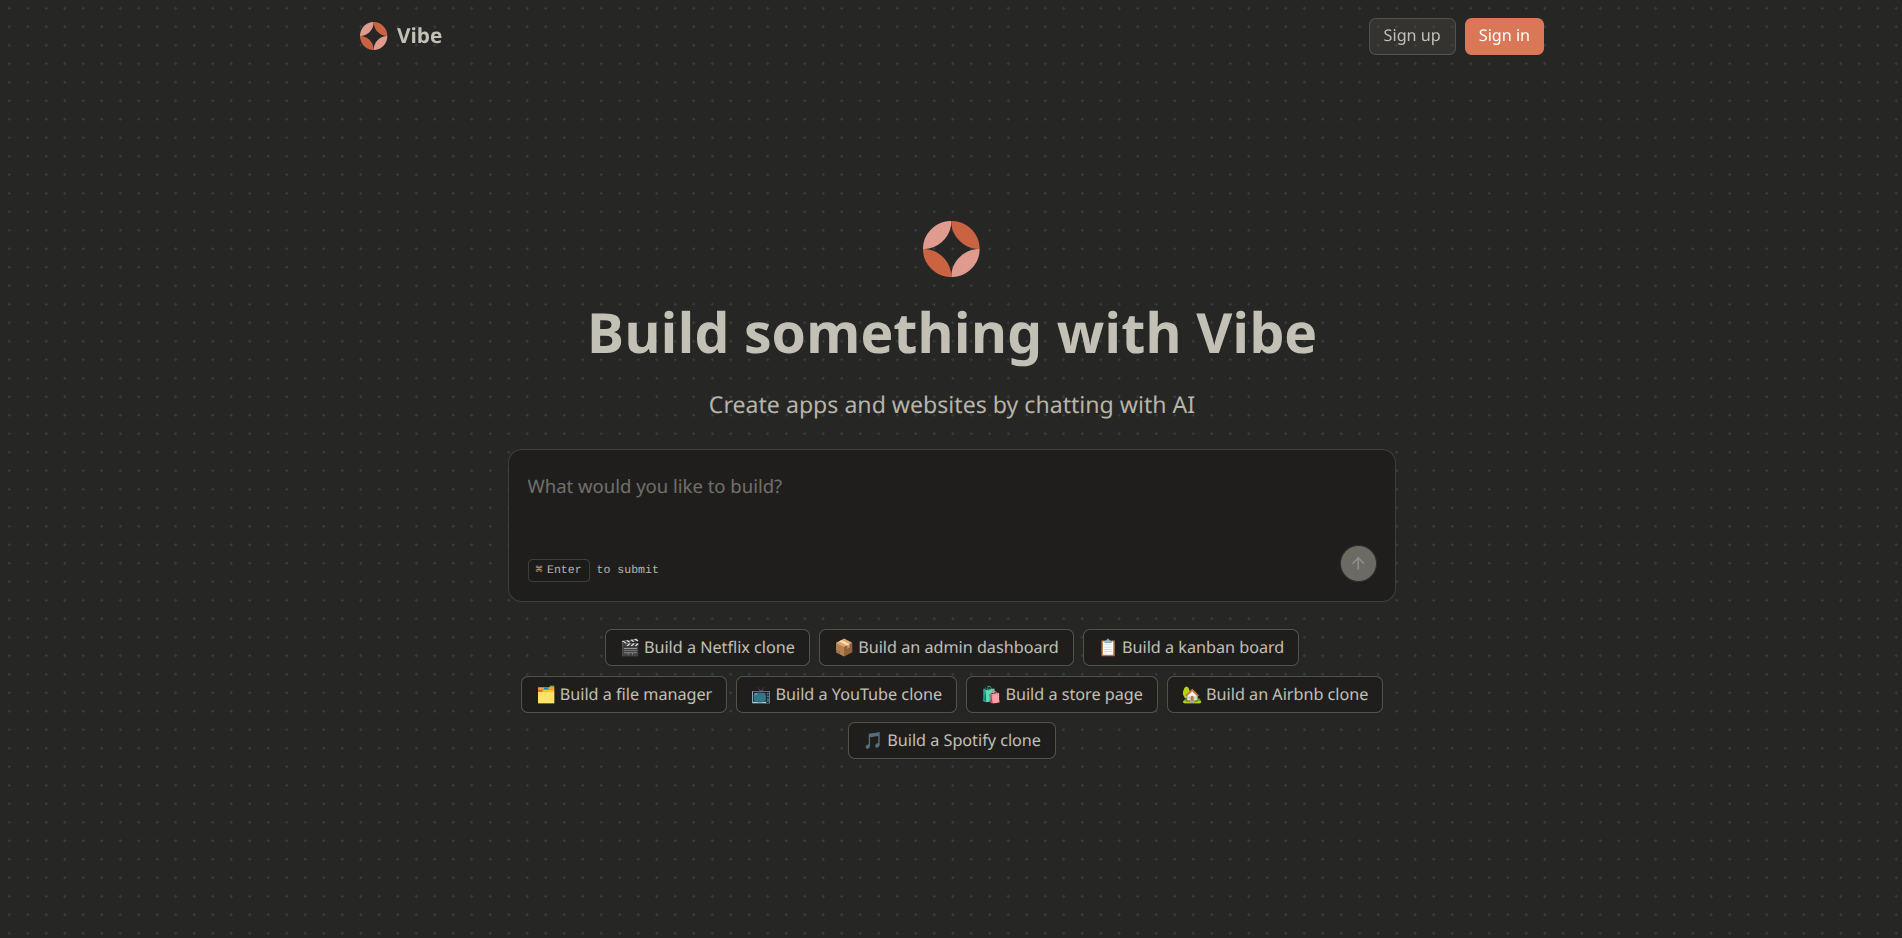 Vibe
Sign up
Sign in
Build something with Vibe
Create apps and websites by chatting with AI
What would you like to build?
⌘ Enter to submit
🎬 Build a Netflix clone
📦 Build an admin dashboard
📋 Build a kanban board
🗂️ Build a file manager
📺 Build a YouTube clone
🛍️ Build a store page
🏡 Build an Airbnb clone
🎵 Build a Spotify clone